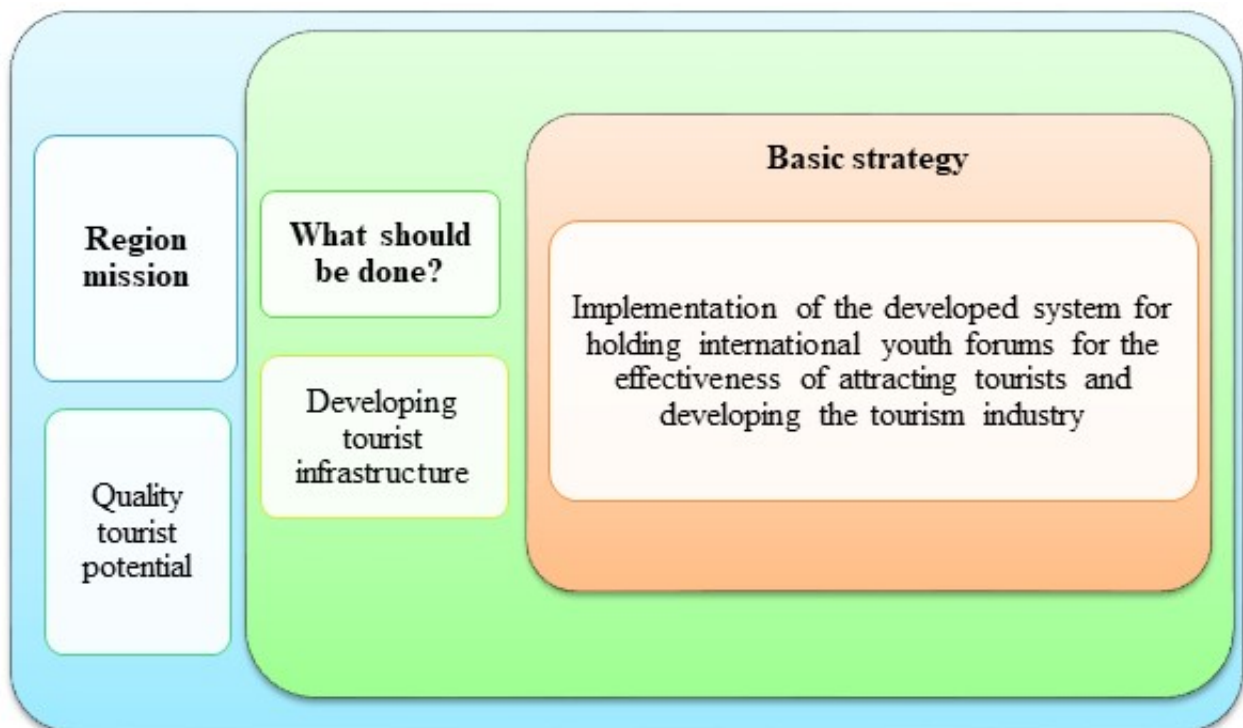 Region
mission
Quality
tourist
potential
What should
be done?
Developing
tourist
infrastructure
Basic strategy
Implementation of the developed system for
holding international youth forums for the
effectiveness of attracting tourists and
developing the tourism industry